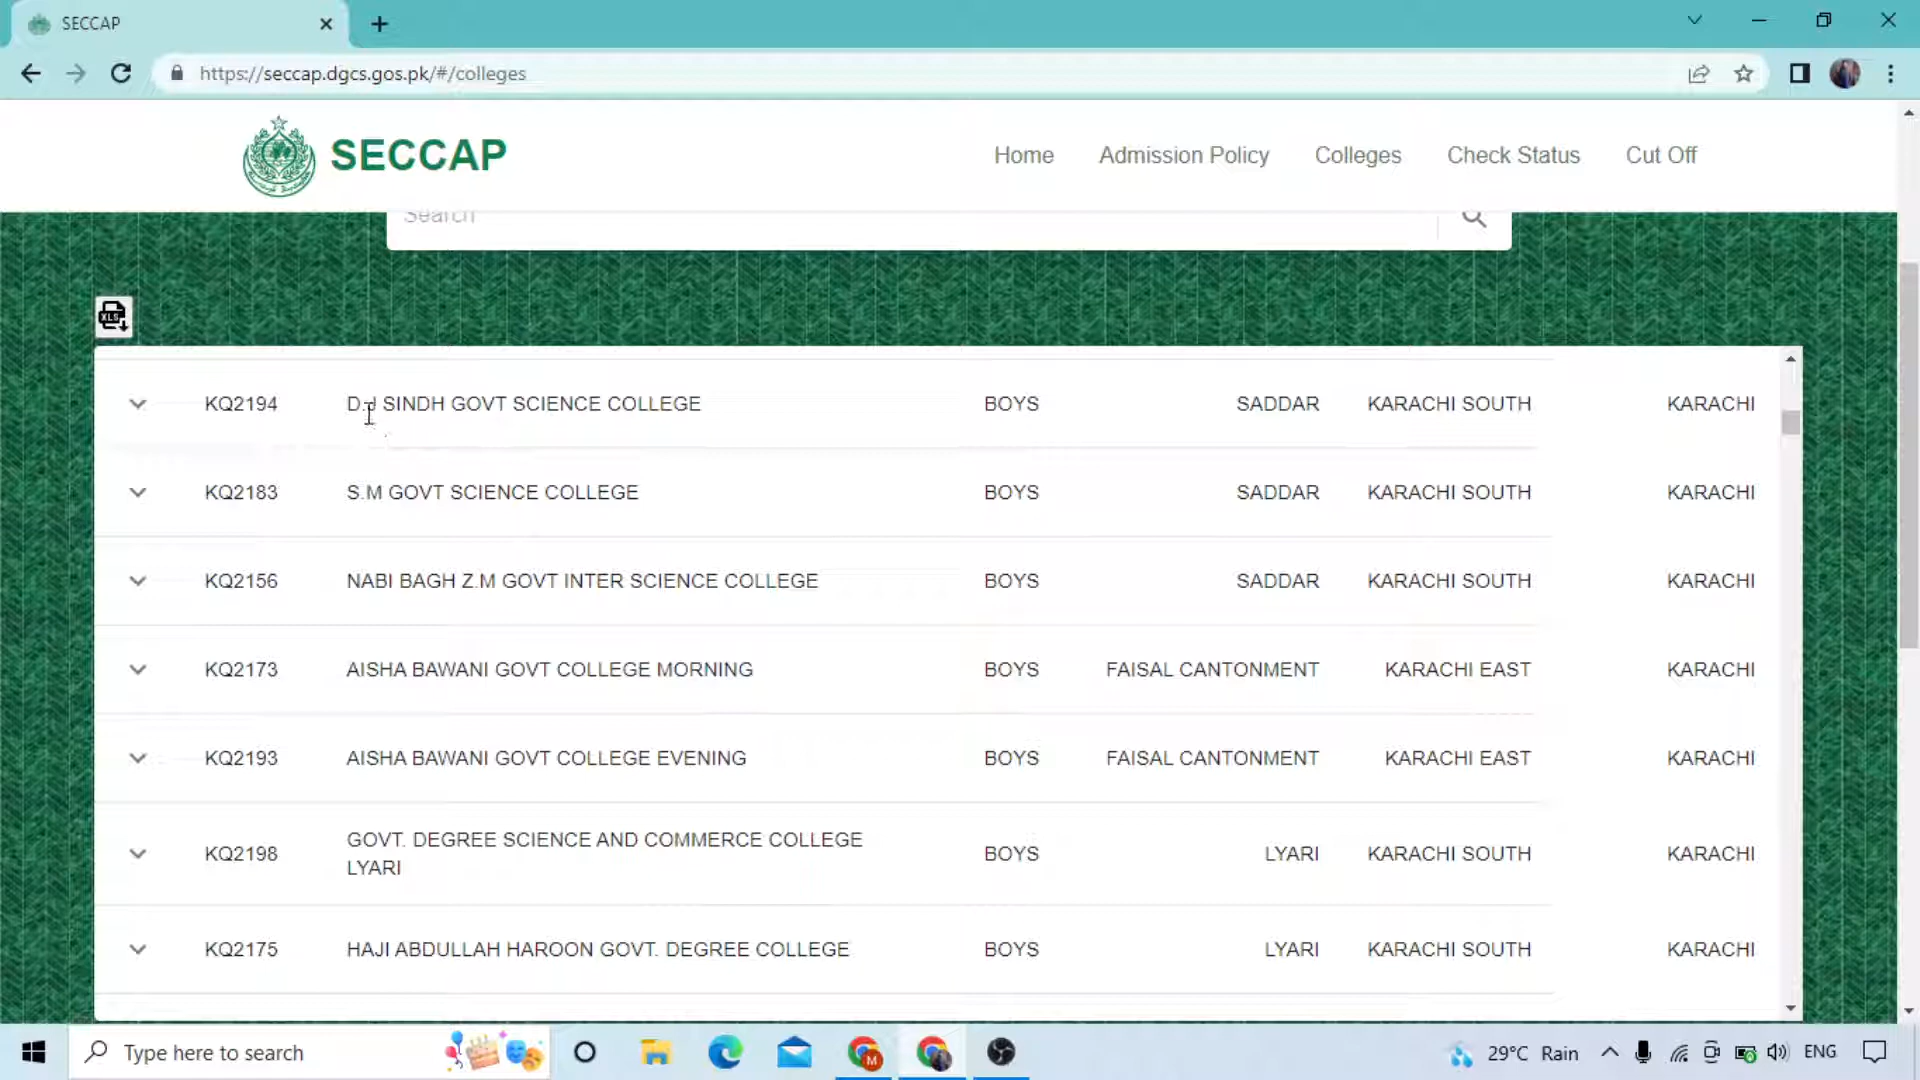 SECCAP
https://seccap.dgcs.gos.pk/#/colleges
SECCAP
Home Admission Policy Colleges Check Status Cut Off
Search
XLS
KQ2194 D.J SINDH GOVT SCIENCE COLLEGE BOYS SADDAR KARACHI SOUTH KARACHI
KQ2183 S.M GOVT SCIENCE COLLEGE BOYS SADDAR KARACHI SOUTH KARACHI
KQ2156 NABI BAGH Z.M GOVT INTER SCIENCE COLLEGE BOYS SADDAR KARACHI SOUTH KARACHI
KQ2173 AISHA BAWANI GOVT COLLEGE MORNING BOYS FAISAL CANTONMENT KARACHI EAST KARACHI
KQ2193 AISHA BAWANI GOVT COLLEGE EVENING BOYS FAISAL CANTONMENT KARACHI EAST KARACHI
KQ2198 GOVT. DEGREE SCIENCE AND COMMERCE COLLEGE BOYS LYARI KARACHI SOUTH KARACHI
LYARI
KQ2175 HAJI ABDULLAH HAROON GOVT. DEGREE COLLEGE BOYS LYARI KARACHI SOUTH KARACHI
Type here to search M 29°C Rain ENG